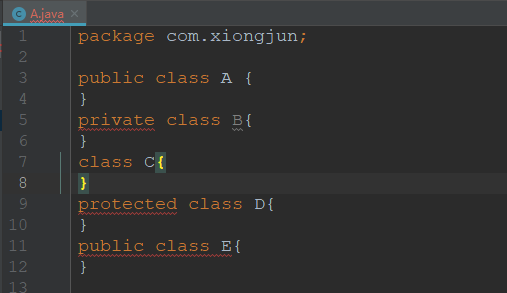 A.java
1 package com.xiongjun;
2
3 public class A {
4 }
5 private class B{
6 }
7 class C{
8 }
9 protected class D{
10 }
11 public class E{
12 }
13